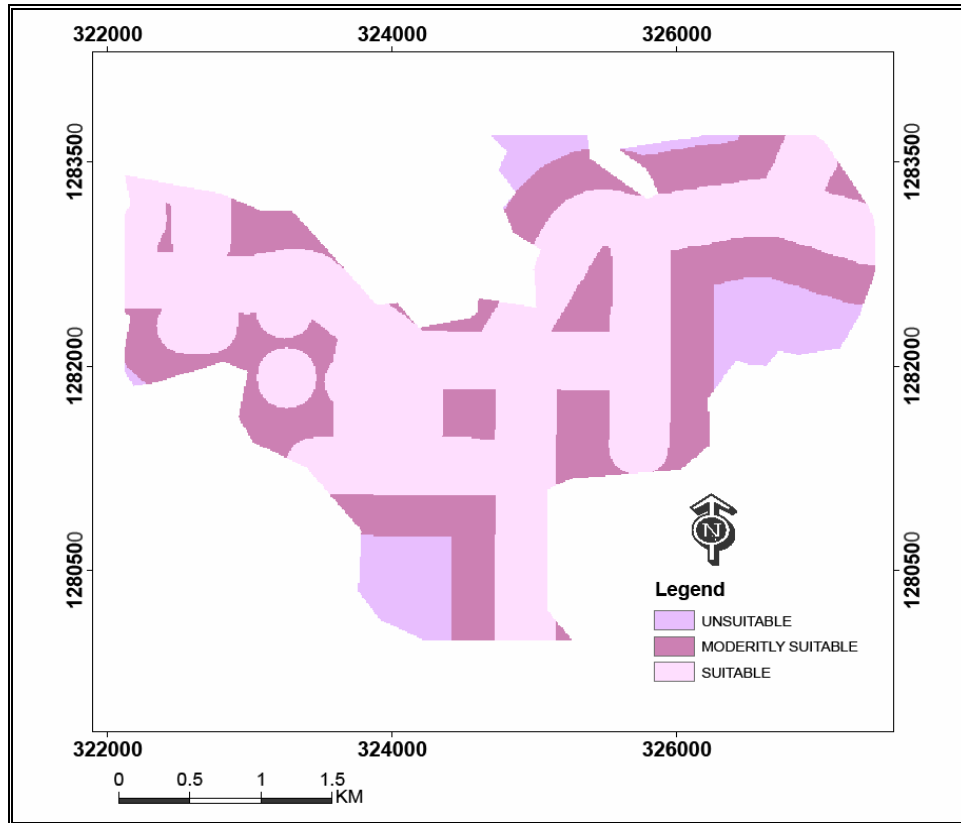 322000 324000 326000
1283500 1283500
1282000 1282000
1280500 1280500
N
Legend
UNSUITABLE
MODERITLY SUITABLE
SUITABLE
322000 324000 326000
0 0.5 1 1.5
KM